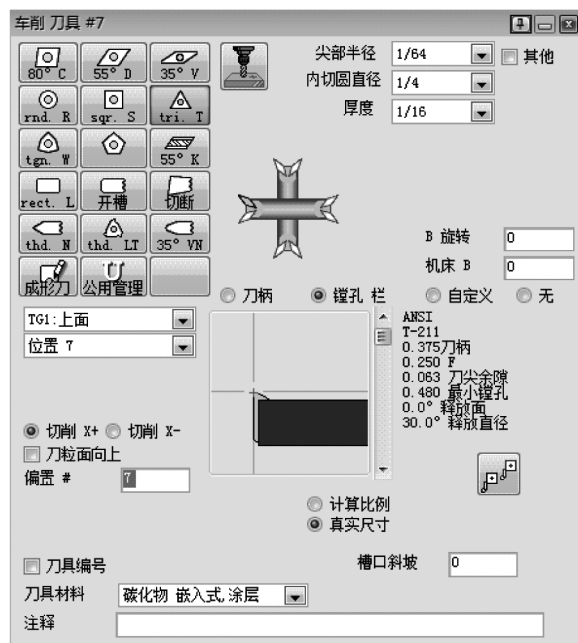 车削 刀具 #7
80° C 55° D 35° V
rnd. R sqr. S tri. T
tgn. W 55° K
rect. L 开槽 切断
thd. N thd. LT 35° VN
成形刀 公用管理
尖部半径 1/64 其他
内切圆直径 1/4
厚度 1/16
B 旋转 0
机床 B 0
刀柄 镗孔 栏 自定义 无
TG1:上面
位置 7
ANSI
T-211
0.375刀柄
0.250 F
0.063 刀尖余隙
0.480 最小镗孔
0.0° 释放面
30.0° 释放直径
切削 X+ 切削 X-
刀粒面向上
偏置 # 7
计算比例
真实尺寸
刀具编号 槽口斜坡 0
刀具材料 碳化物 嵌入式,涂层
注释